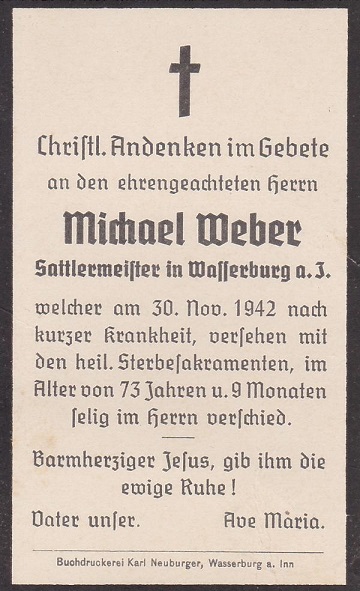 Christl. Andenken im Gebete
an den ehrengeachteten Herrn
Michael Weber
Sattlermeister in Wasserburg a. I.
welcher am 30. Nov. 1942 nach
kurzer Krankheit, versehen mit
den heil. Sterbesakramenten, im
Alter von 73 Jahren u. 9 Monaten
selig im Herrn verschied.
Barmherziger Jesus, gib ihm die
ewige Ruhe!
Vater unser. Ave Maria.
Buchdruckerei Karl Neuburger, Wasserburg a. Inn